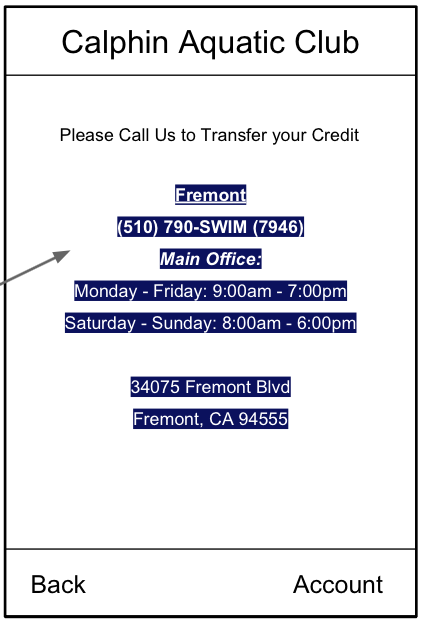 Calphin Aquatic Club
Please Call Us to Transfer your Credit
Fremont
(510) 790-SWIM (7946)
Main Office:
Monday - Friday: 9:00am - 7:00pm
Saturday - Sunday: 8:00am - 6:00pm
34075 Fremont Blvd
Fremont, CA 94555
Back
Account